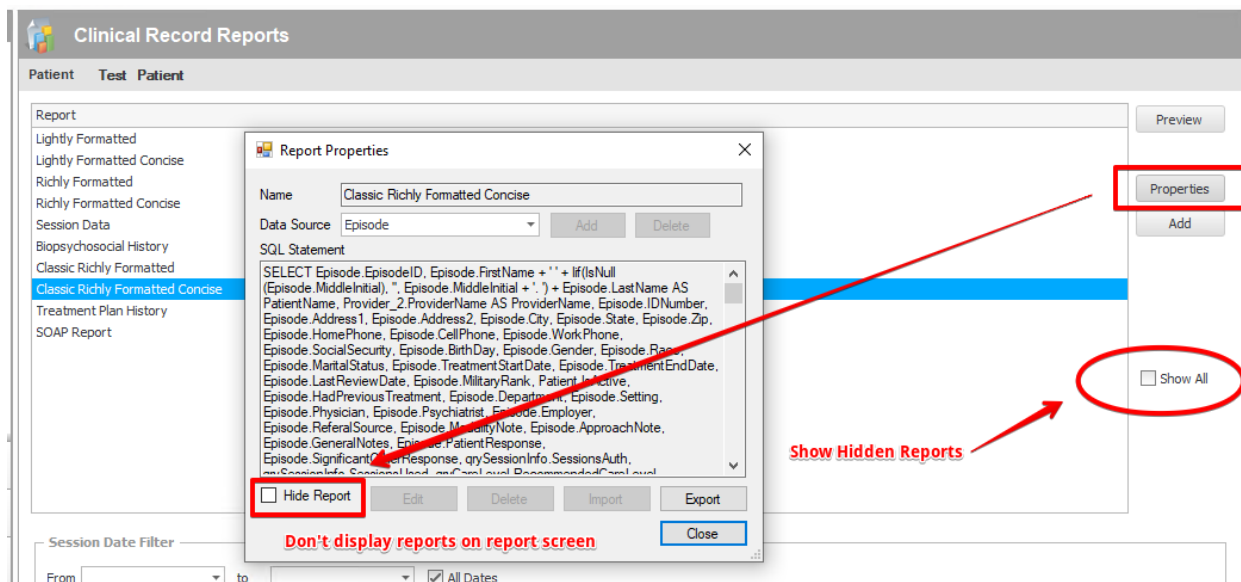 Clinical Record Reports
Patient Test Patient
Report
Lightly Formatted
Lightly Formatted Concise
Richly Formatted
Richly Formatted Concise
Session Data
Biopsychosocial History
Classic Richly Formatted
Classic Richly Formatted Concise
Treatment Plan History
SOAP Report
Preview
Properties
Add
Show All
Show Hidden Reports
Report Properties
Name Classic Richly Formatted Concise
Data Source Episode Add Delete
SQL Statement
SELECT Episode.EpisodeID, Episode.FirstName + ' ' + Iif(IsNull
(Episode.MiddleInitial), '', Episode.MiddleInitial + '. ') + Episode.LastName AS
PatientName, Provider_2.ProviderName AS ProviderName, Episode.IDNumber,
Episode.Address1, Episode.Address2, Episode.City, Episode.State, Episode.Zip,
Episode.HomePhone, Episode.CellPhone, Episode.WorkPhone,
Episode.SocialSecurity, Episode.BirthDay, Episode.Gender, Episode.Race,
Episode.MaritalStatus, Episode.TreatmentStartDate, Episode.TreatmentEndDate,
Episode.LastReviewDate, Episode.MilitaryRank, Patient.IsActive,
Episode.HadPreviousTreatment, Episode.Department, Episode.Setting,
Episode.Physician, Episode.Psychiatrist, Episode.Employer,
Episode.ReferalSource, Episode.ModalityNote, Episode.ApproachNote,
Episode.GeneralNotes, Episode.PatientResponse,
Episode.SignificantOtherResponse, qrySessionInfo.SessionsAuth,
qrySessionInfo.SessionsUsed, qryCareLevel.RecommendedCareLevel
Hide Report Edit Delete Import Export
Don't display reports on report screen
Close
Session Date Filter
From to All Dates